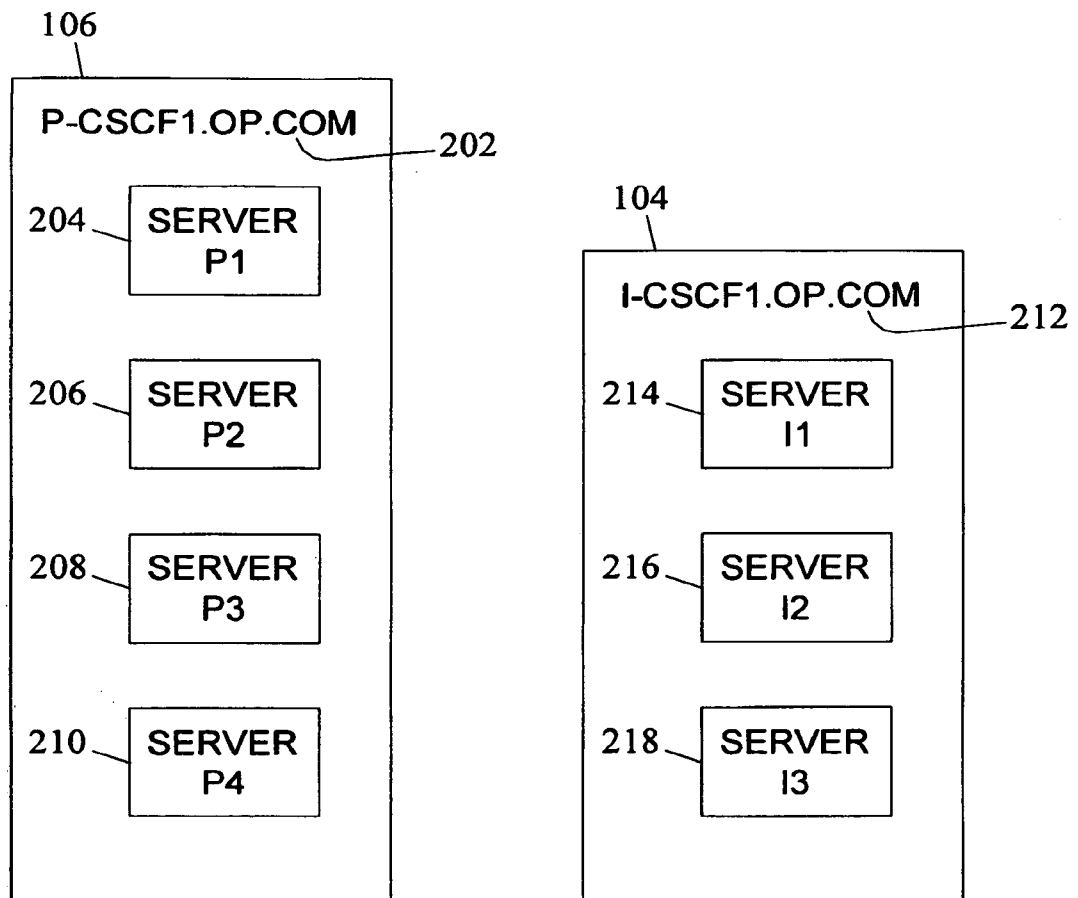 106
P-CSCF1.OP.COM
202
204
SERVER
P1
206
SERVER
P2
208
SERVER
P3
210
SERVER
P4
104
I-CSCF1.OP.COM
212
214
SERVER
I1
216
SERVER
I2
218
SERVER
I3